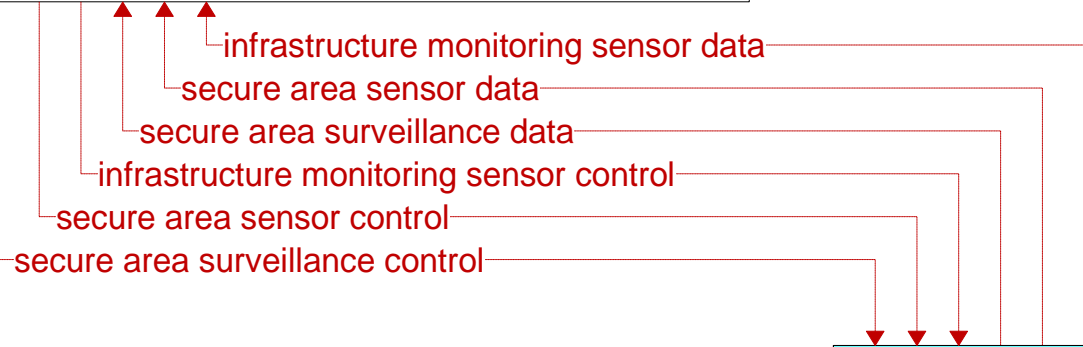 infrastructure monitoring sensor data
secure area sensor data
secure area surveillance data
infrastructure monitoring sensor control
secure area sensor control
secure area surveillance control